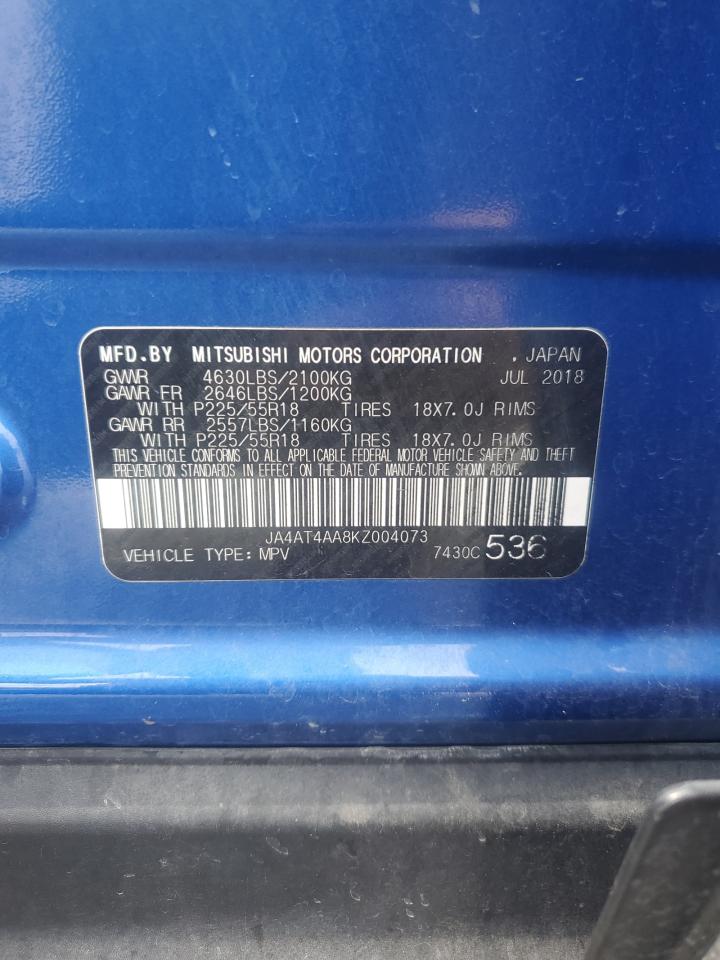 MFD.BY MITSUBISHI MOTORS CORPORATION , JAPAN
GVWR 4630LBS/2100KG JUL 2018
GAWR FR 2646LBS/1200KG
WITH P225/55R18 TIRES 18X7.0J RIMS
GAWR RR 2557LBS/1160KG
WITH P225/55R18 TIRES 18X7.0J RIMS
THIS VEHICLE CONFORMS TO ALL APPLICABLE FEDERAL MOTOR VEHICLE SAFETY AND THEFT
PREVENTION STANDARDS IN EFFECT ON THE DATE OF MANUFACTURE SHOWN ABOVE.
JA4AT4AA8KZ004073
VEHICLE TYPE: MPV 7430C 536